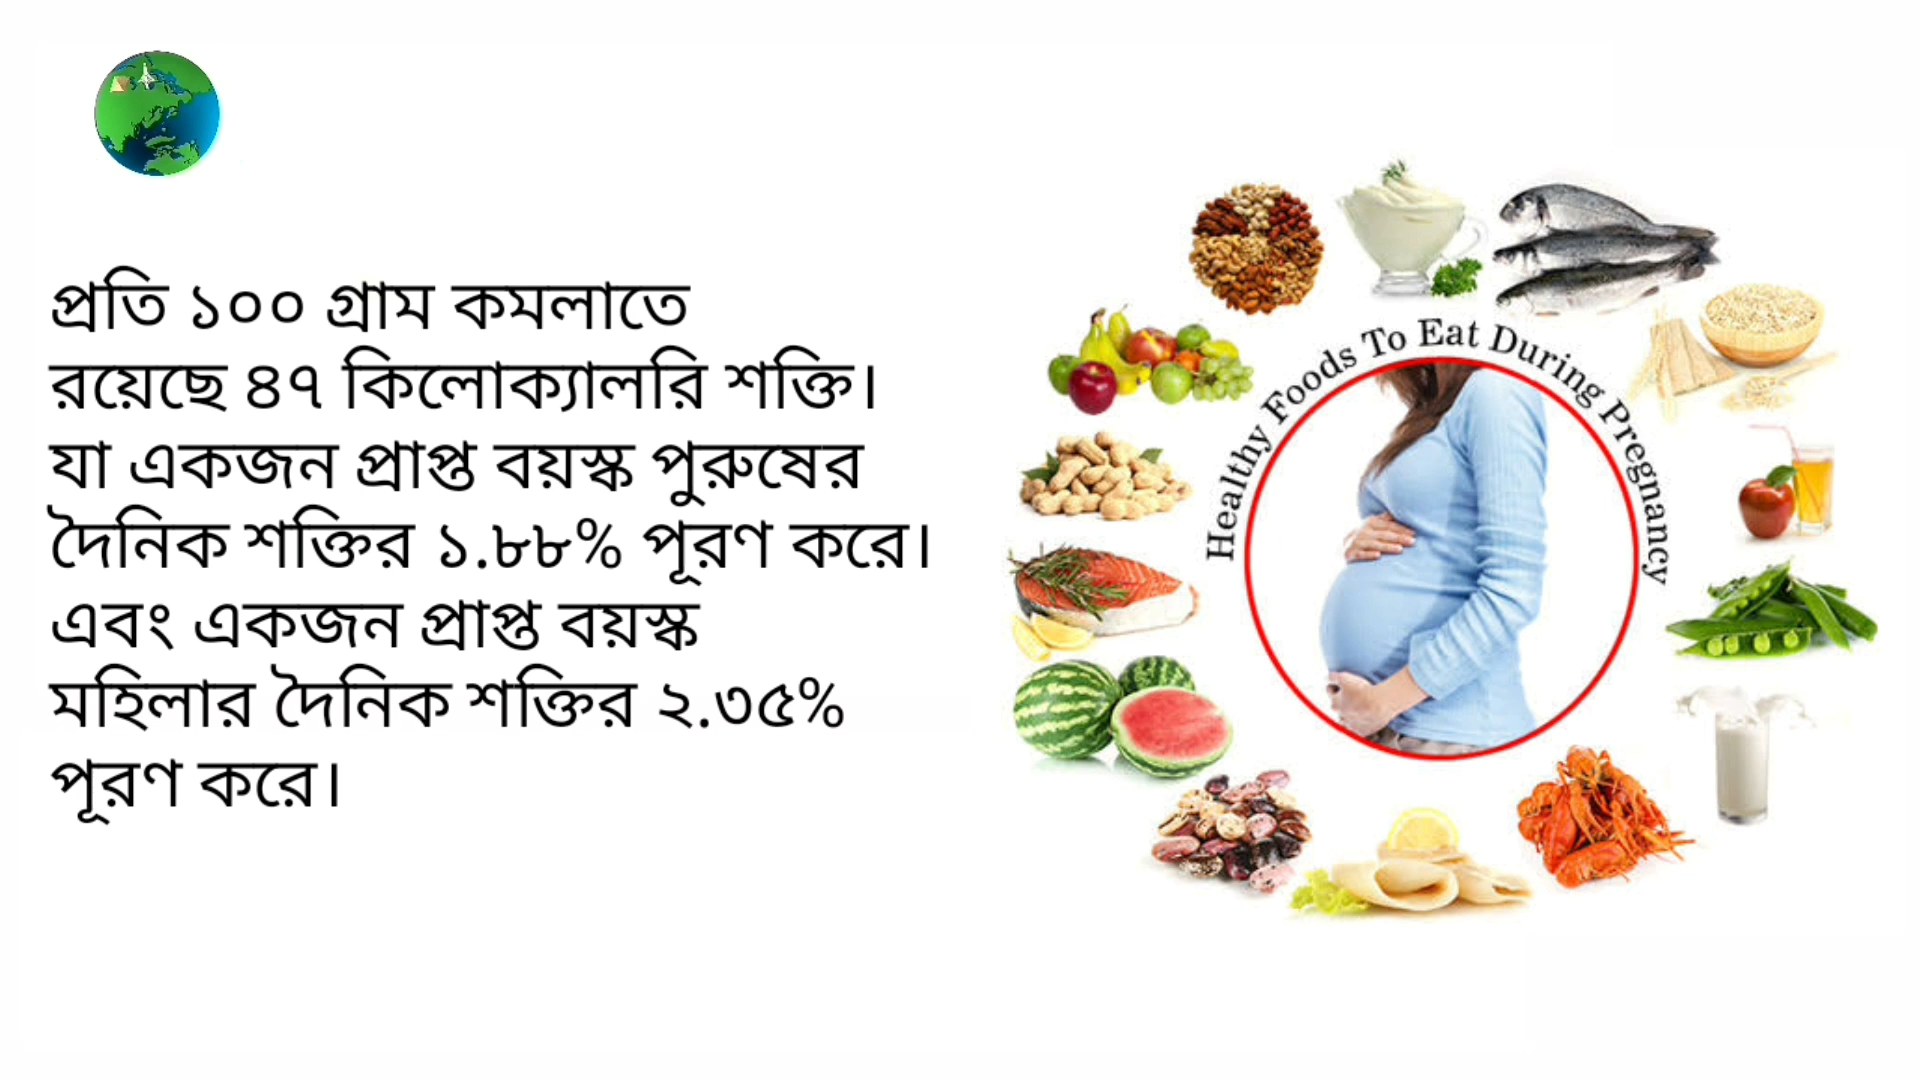 প্রতি ১০০ গ্রাম কমলাতে
রয়েছে ৪৭ কিলোক্যালরি শক্তি।
যা একজন প্রাপ্ত বয়স্ক পুরুষের
দৈনিক শক্তির ১.৮৮% পূরণ করে।
এবং একজন প্রাপ্ত বয়স্ক
মহিলার দৈনিক শক্তির ২.৩৫%
পূরণ করে।
Healthy Foods To Eat During Pregnancy